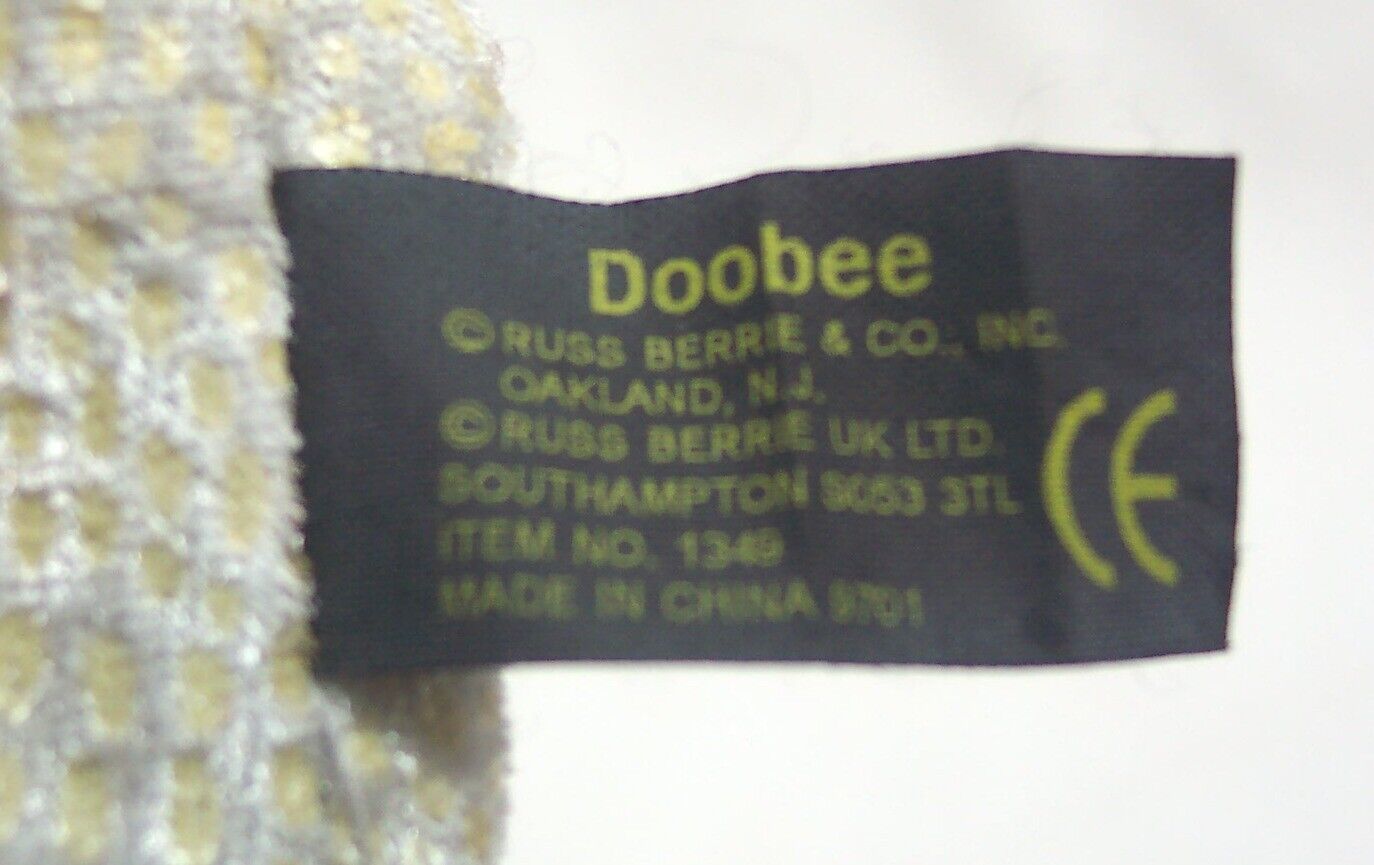 Doobee
© RUSS BERRIE & CO., INC.
OAKLAND, N.J.
© RUSS BERRIE UK LTD.
SOUTHAMPTON S053 3TL
ITEM NO. 1349
MADE IN CHINA 9701
CE